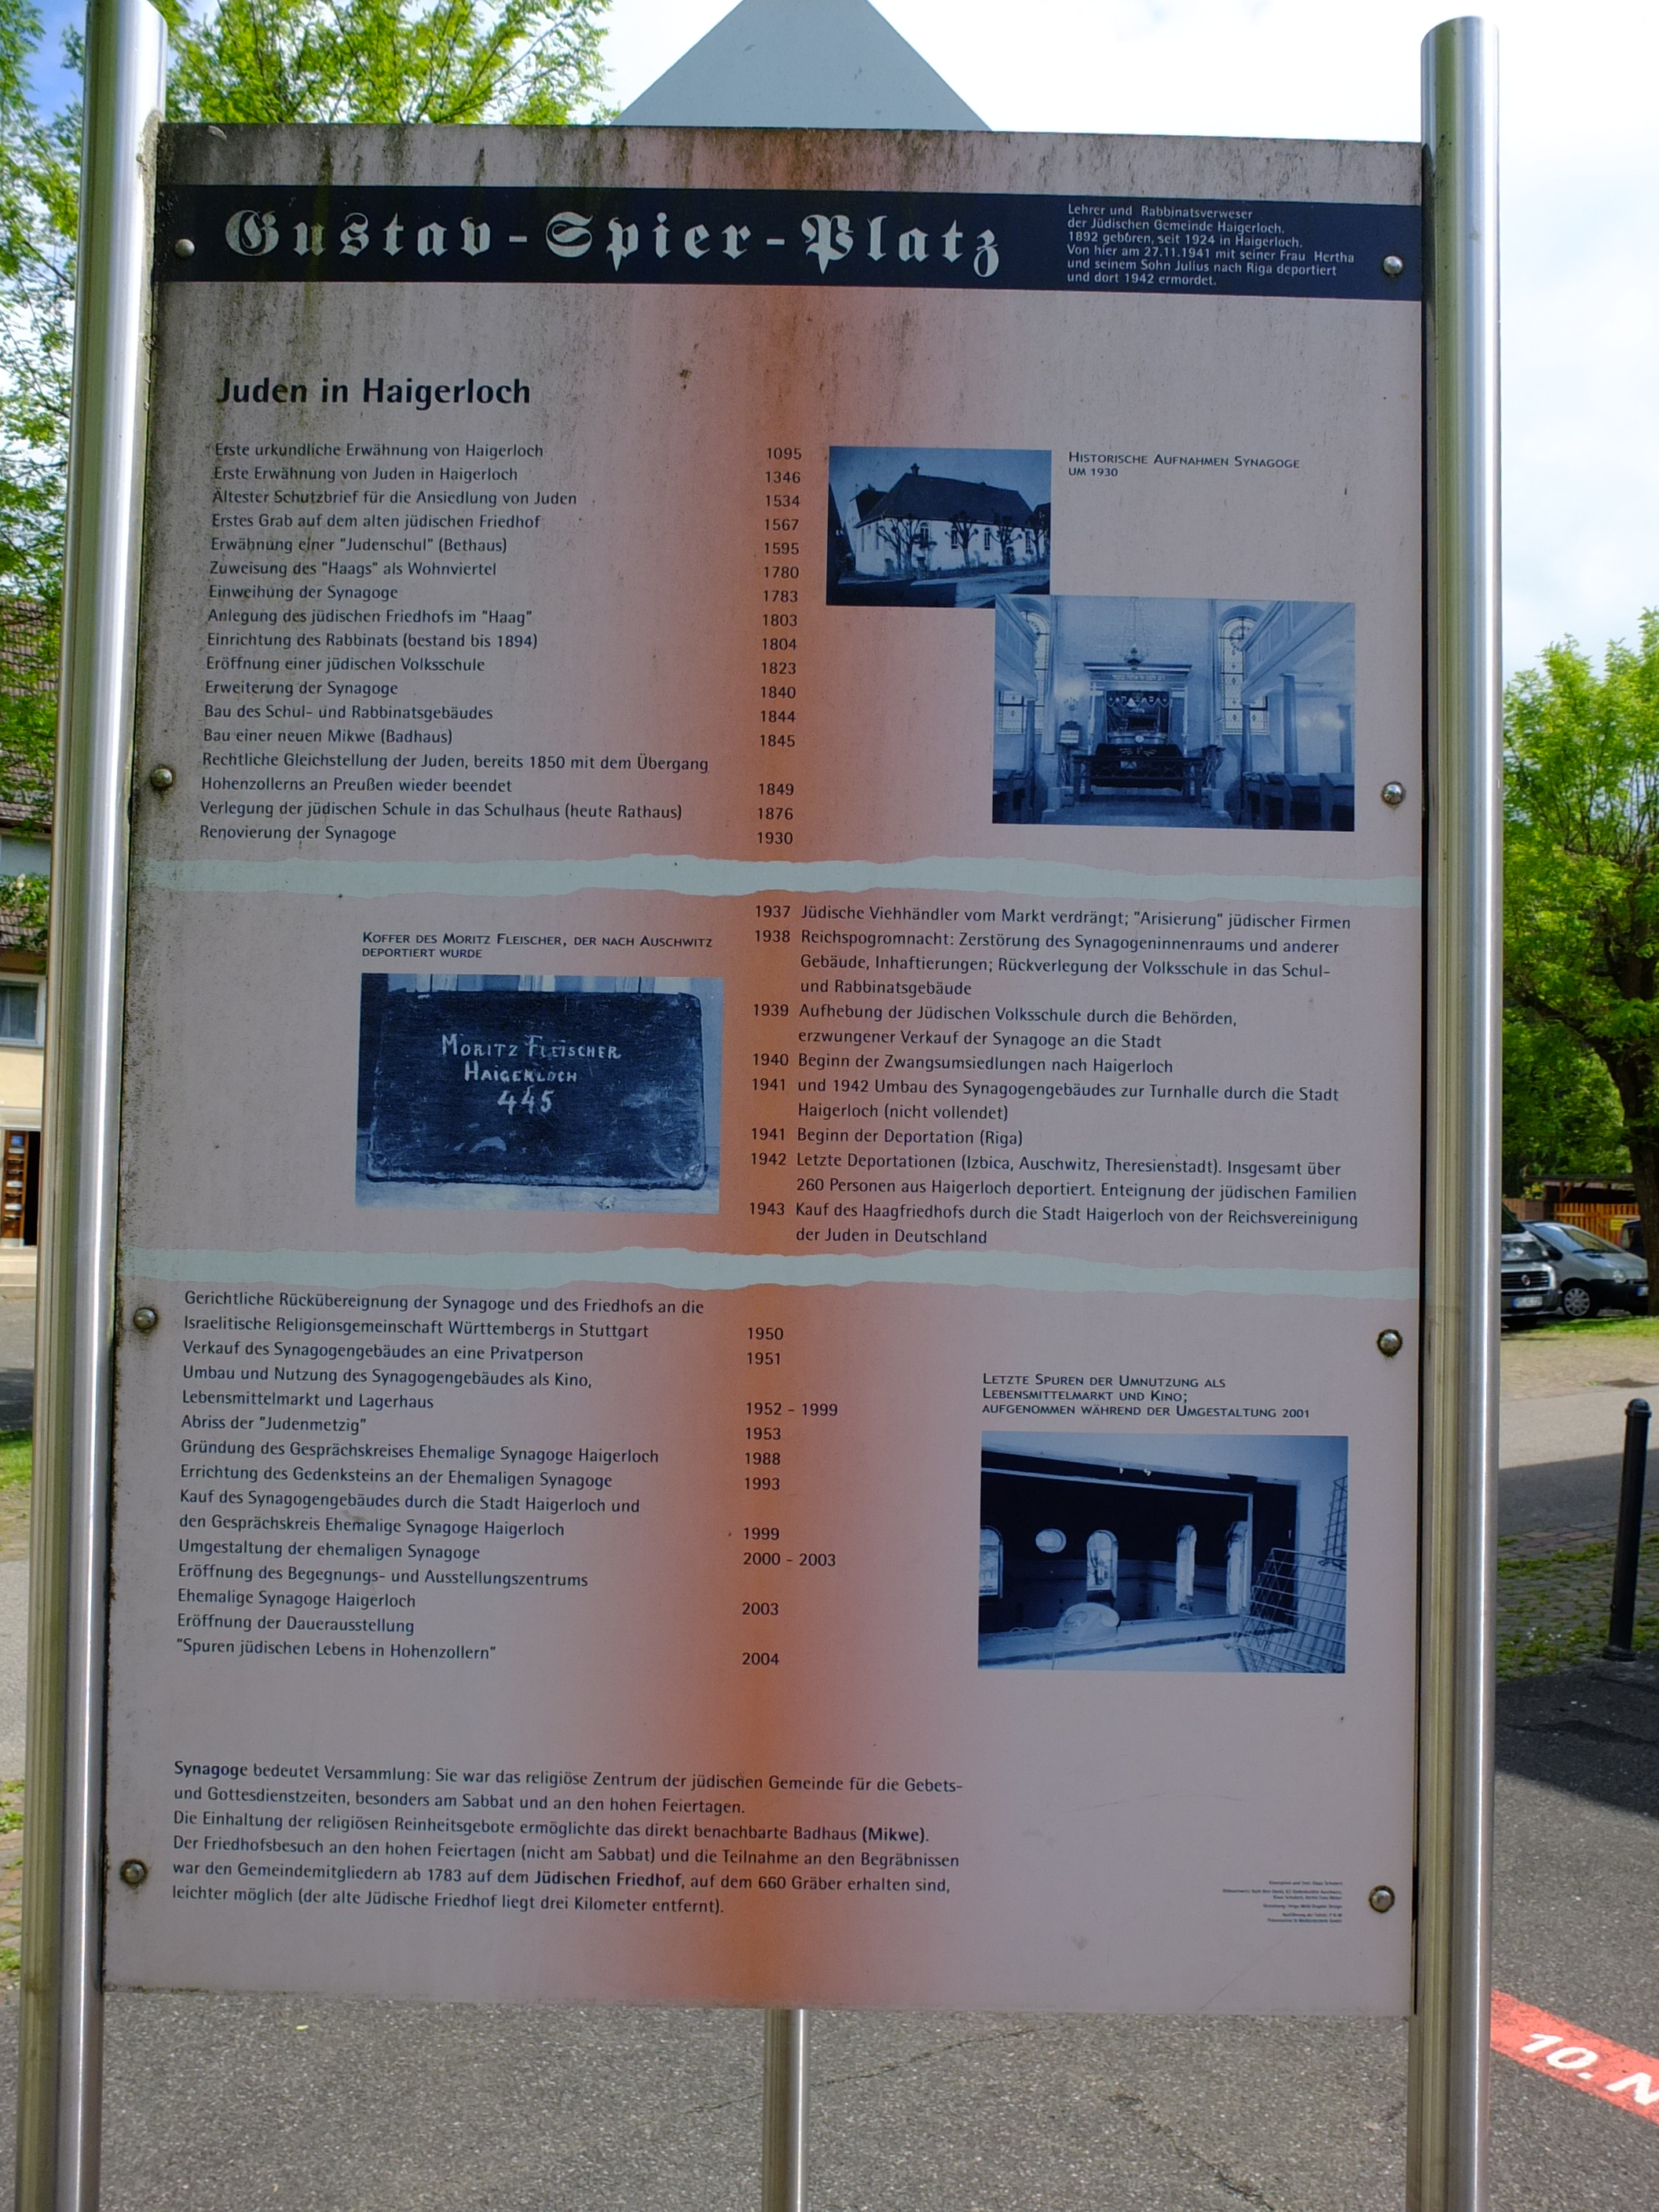 Gustav-Spier-Platz
Lehrer und Rabbinatsverweser
der Jüdischen Gemeinde Haigerloch.
1892 geboren, seit 1924 in Haigerloch.
Von hier am 27.11.1941 mit seiner Frau Hertha
und seinem Sohn Julius nach Riga deportiert
und dort 1942 ermordet.
Juden in Haigerloch
Erste urkundliche Erwähnung von Haigerloch 1095
Erste Erwähnung von Juden in Haigerloch 1346
Ältester Schutzbrief für die Ansiedlung von Juden 1534
Erstes Grab auf dem alten jüdischen Friedhof 1567
Erwähnung einer "Judenschul" (Bethaus) 1595
Zuweisung des "Haags" als Wohnviertel 1780
Einweihung der Synagoge 1783
Anlegung des jüdischen Friedhofs im "Haag" 1803
Einrichtung des Rabbinats (bestand bis 1894) 1804
Eröffnung einer jüdischen Volksschule 1823
Erweiterung der Synagoge 1840
Bau des Schul- und Rabbinatsgebäudes 1844
Bau einer neuen Mikwe (Badhaus) 1845
Rechtliche Gleichstellung der Juden, bereits 1850 mit dem Übergang
Hohenzollerns an Preußen wieder beendet 1849
Verlegung der jüdischen Schule in das Schulhaus (heute Rathaus) 1876
Renovierung der Synagoge 1930
HISTORISCHE AUFNAHMEN SYNAGOGE
UM 1930
KOFFER DES MORITZ FLEISCHER, DER NACH AUSCHWITZ
DEPORTIERT WURDE
MORITZ FLEISCHER
HAIGERLOCH
445
1937 Jüdische Viehhändler vom Markt verdrängt; "Arisierung" jüdischer Firmen
1938 Reichspogromnacht: Zerstörung des Synagogeninnenraums und anderer
Gebäude, Inhaftierungen; Rückverlegung der Volksschule in das Schul-
und Rabbinatsgebäude
1939 Aufhebung der Jüdischen Volksschule durch die Behörden,
erzwungener Verkauf der Synagoge an die Stadt
1940 Beginn der Zwangsumsiedlungen nach Haigerloch
1941 und 1942 Umbau des Synagogengebäudes zur Turnhalle durch die Stadt
Haigerloch (nicht vollendet)
1941 Beginn der Deportation (Riga)
1942 Letzte Deportationen (Izbica, Auschwitz, Theresienstadt). Insgesamt über
260 Personen aus Haigerloch deportiert. Enteignung der jüdischen Familien
1943 Kauf des Haagfriedhofs durch die Stadt Haigerloch von der Reichsvereinigung
der Juden in Deutschland
Gerichtliche Rückübereignung der Synagoge und des Friedhofs an die
Israelitische Religionsgemeinschaft Württembergs in Stuttgart 1950
Verkauf des Synagogengebäudes an eine Privatperson 1951
Umbau und Nutzung des Synagogengebäudes als Kino,
Lebensmittelmarkt und Lagerhaus 1952 - 1999
Abriss der "Judenmetzig" 1953
Gründung des Gesprächskreises Ehemalige Synagoge Haigerloch 1988
Errichtung des Gedenksteins an der Ehemaligen Synagoge 1993
Kauf des Synagogengebäudes durch die Stadt Haigerloch und
den Gesprächskreis Ehemalige Synagoge Haigerloch 1999
Umgestaltung der ehemaligen Synagoge 2000 - 2003
Eröffnung des Begegnungs- und Ausstellungszentrums
Ehemalige Synagoge Haigerloch 2003
Eröffnung der Dauerausstellung
"Spuren jüdischen Lebens in Hohenzollern" 2004
LETZTE SPUREN DER UMNUTZUNG ALS
LEBENSMITTELMARKT UND KINO;
AUFGENOMMEN WÄHREND DER UMGESTALTUNG 2001
Synagoge bedeutet Versammlung: Sie war das religiöse Zentrum der jüdischen Gemeinde für die Gebets-
und Gottesdienstzeiten, besonders am Sabbat und an den hohen Feiertagen.
Die Einhaltung der religiösen Reinheitsgebote ermöglichte das direkt benachbarte Badhaus (Mikwe).
Der Friedhofsbesuch an den hohen Feiertagen (nicht am Sabbat) und die Teilnahme an den Begräbnissen
war den Gemeindemitgliedern ab 1783 auf dem Jüdischen Friedhof, auf dem 660 Gräber erhalten sind,
leichter möglich (der alte Jüdische Friedhof liegt drei Kilometer entfernt).
10. N